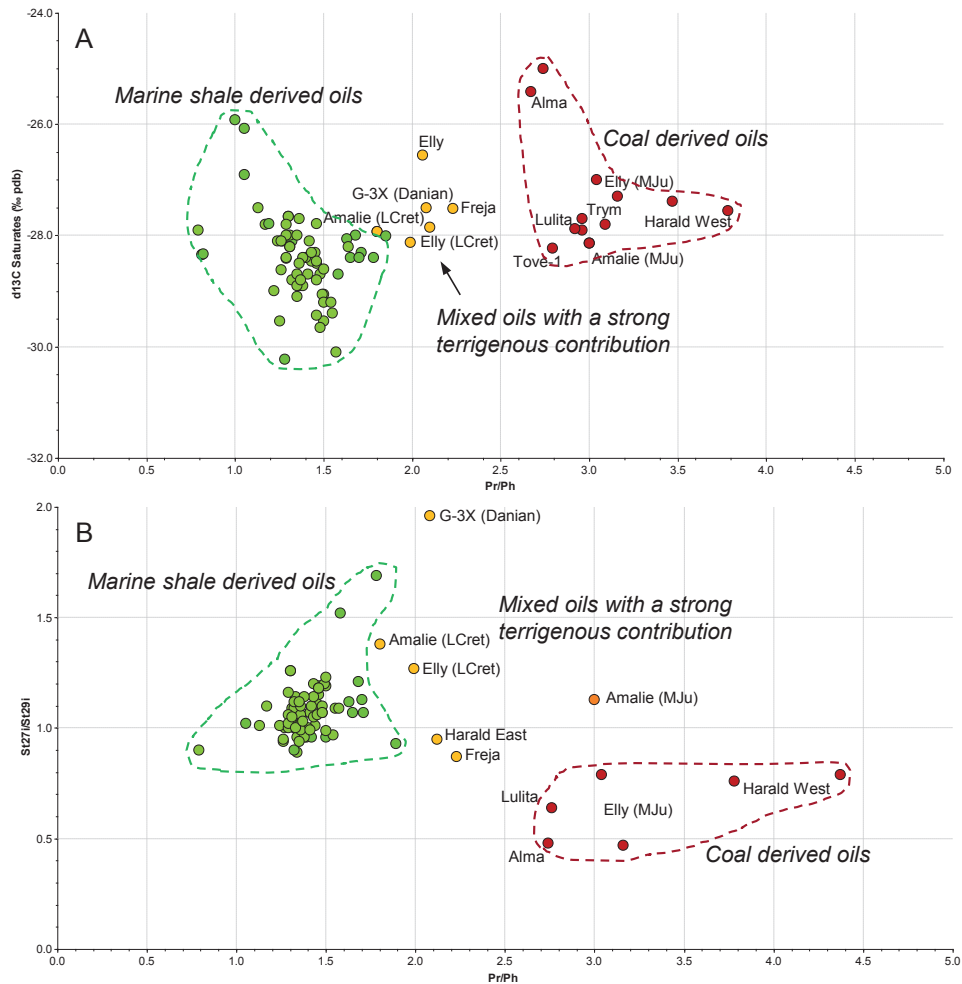 A
-24.0
-26.0
-28.0
-30.0
-32.0
d13C Saturates (‰ pdb)
Marine shale derived oils
Alma
Coal derived oils
Elly
G-3X (Danian)
Freja
Amalie (LCret)
Elly (LCret)
Elly (MJu)
Trym
Lulita
Harald West
Tove-1
Amalie (MJu)
Mixed oils with a strong
terrigenous contribution
0.0 0.5 1.0 1.5 2.0 2.5 3.0 3.5 4.0 4.5 5.0
Pr/Ph
B
2.0
1.5
1.0
0.5
0.0
St27i/St29i
G-3X (Danian)
Marine shale derived oils
Mixed oils with a strong
terrigenous contribution
Amalie (LCret)
Elly (LCret)
Amalie (MJu)
Harald East
Freja
Lulita
Elly (MJu)
Harald West
Alma
Coal derived oils
0.0 0.5 1.0 1.5 2.0 2.5 3.0 3.5 4.0 4.5 5.0
Pr/Ph